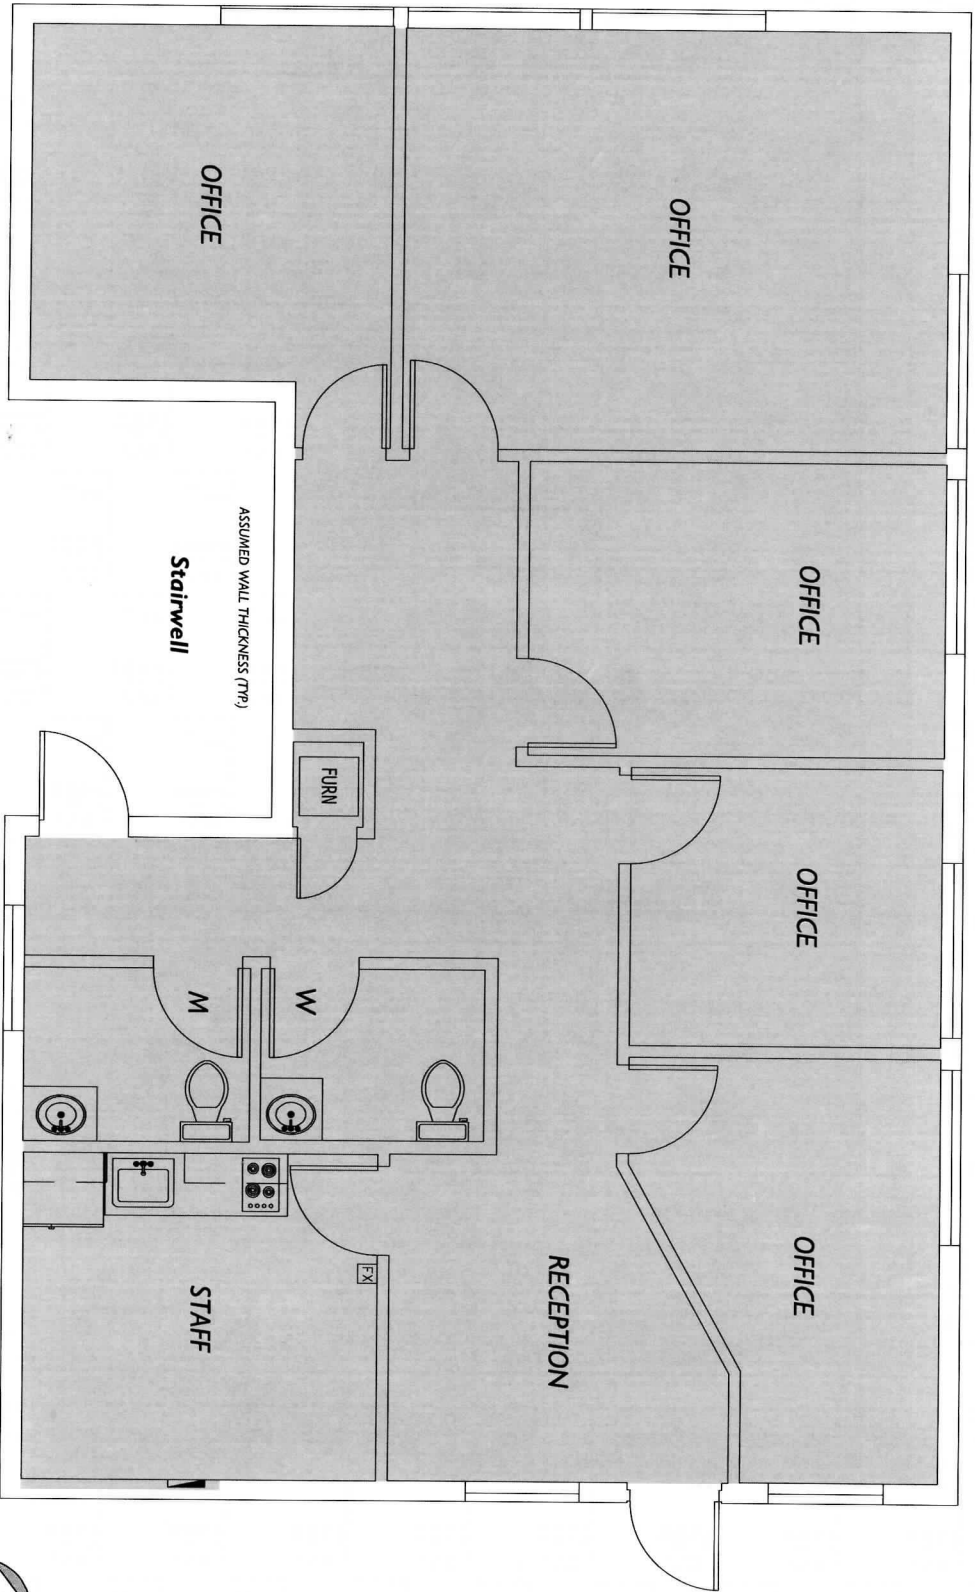 OFFICE
OFFICE
OFFICE
OFFICE
OFFICE
ASSUMED WALL THICKNESS (TYP.)
Stairwell
FURN
W
M
FX
RECEPTION
STAFF